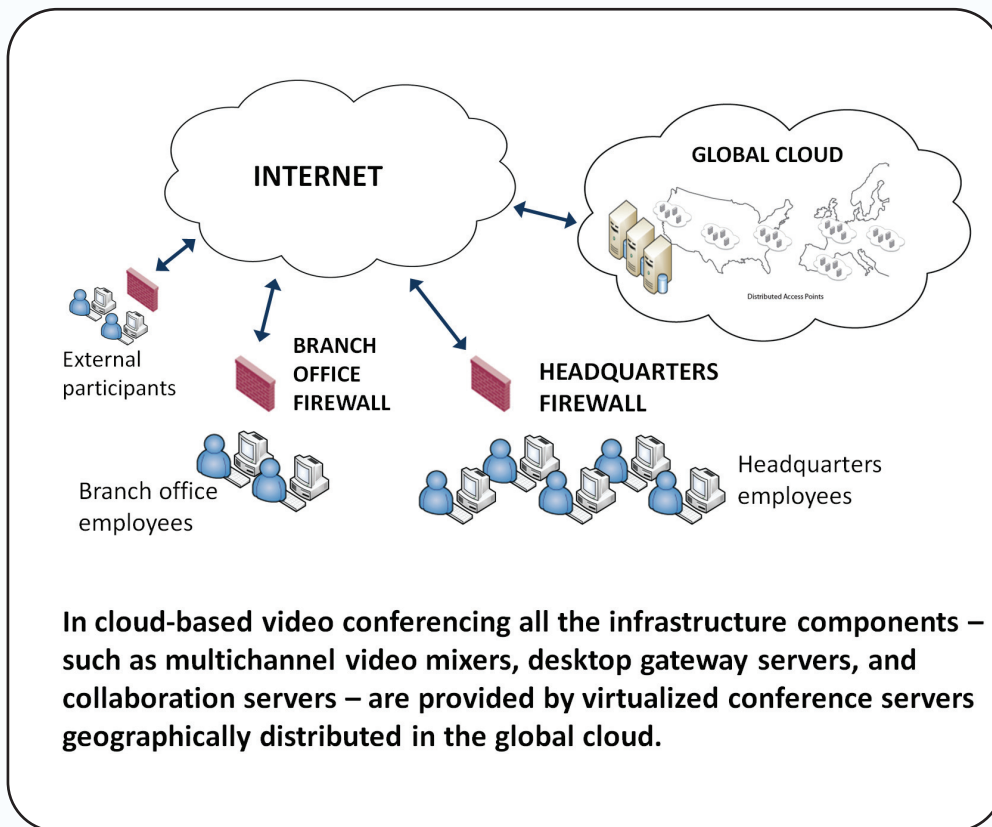 INTERNET
GLOBAL CLOUD
Distributed Access Points
External
participants
BRANCH
OFFICE
FIREWALL
HEADQUARTERS
FIREWALL
Branch office
employees
Headquarters
employees
In cloud-based video conferencing all the infrastructure components –
such as multichannel video mixers, desktop gateway servers, and
collaboration servers – are provided by virtualized conference servers
geographically distributed in the global cloud.